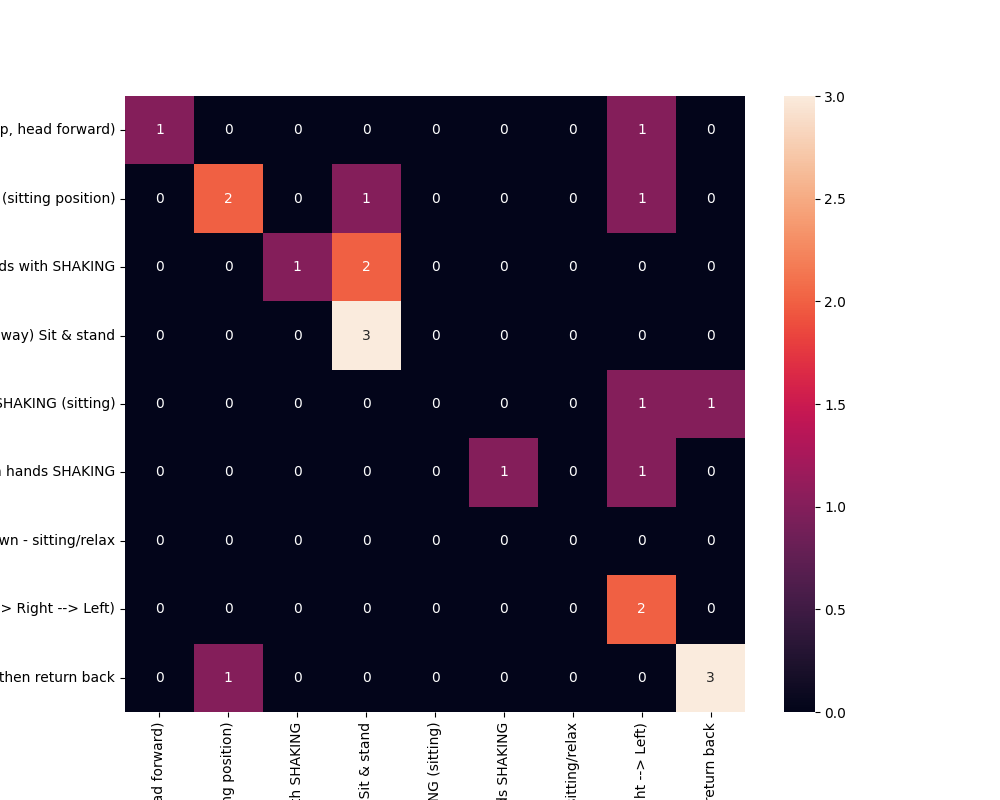 p, head forward) 1 0 0 0 0 0 0 1 0
(sitting position) 0 2 0 1 0 0 0 1 0
ds with SHAKING 0 0 1 2 0 0 0 0 0
way) Sit & stand 0 0 0 3 0 0 0 0 0
SHAKING (sitting) 0 0 0 0 0 0 0 1 1
hands SHAKING 0 0 0 0 0 1 0 1 0
wn - sitting/relax 0 0 0 0 0 0 0 0 0
> Right --> Left) 0 0 0 0 0 0 0 2 0
then return back 0 1 0 0 0 0 0 0 3
ad forward)
ng position)
th SHAKING
Sit & stand
NG (sitting)
ds SHAKING
sitting/relax
ht --> Left)
return back
3.0
2.5
2.0
1.5
1.0
0.5
0.0